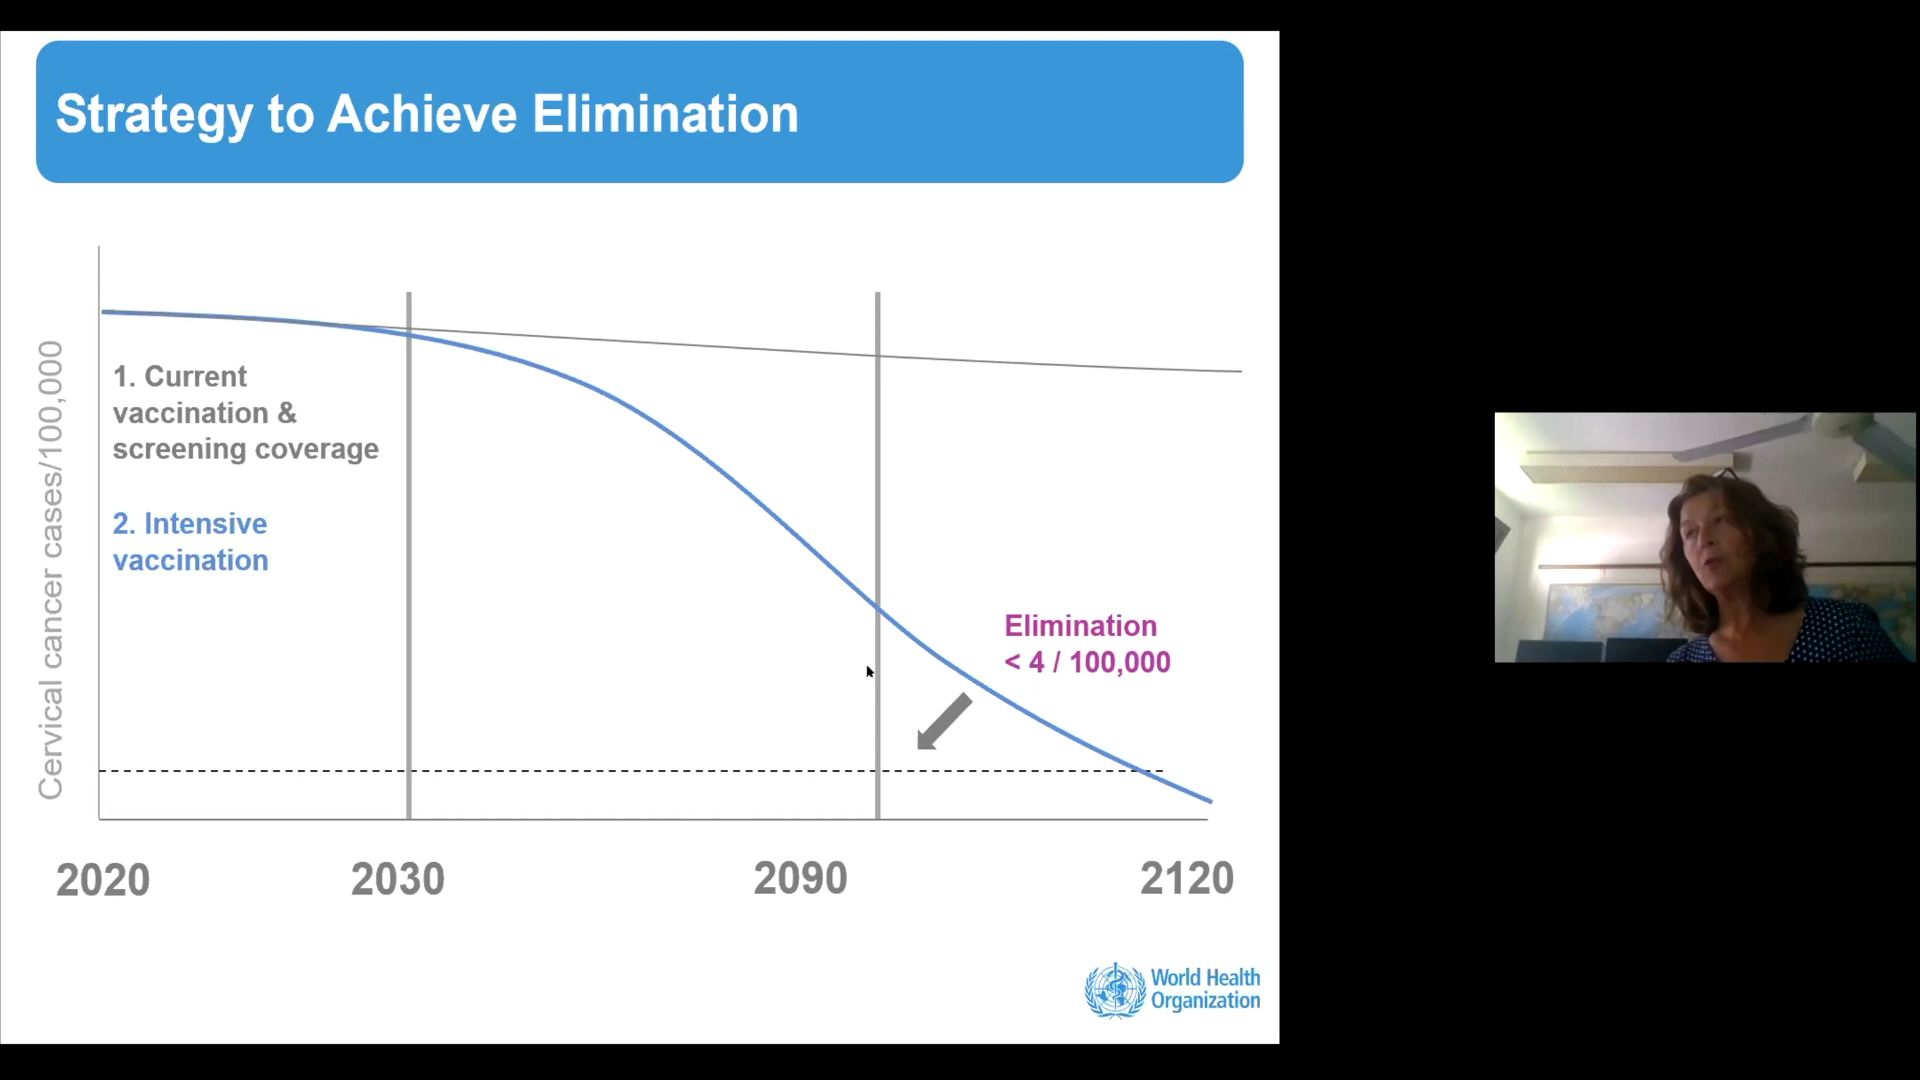 Strategy to Achieve Elimination
Cervical cancer cases/100,000
1. Current
vaccination &
screening coverage
2. Intensive
vaccination
Elimination
< 4 / 100,000
2020
2030
2090
2120
World Health
Organization